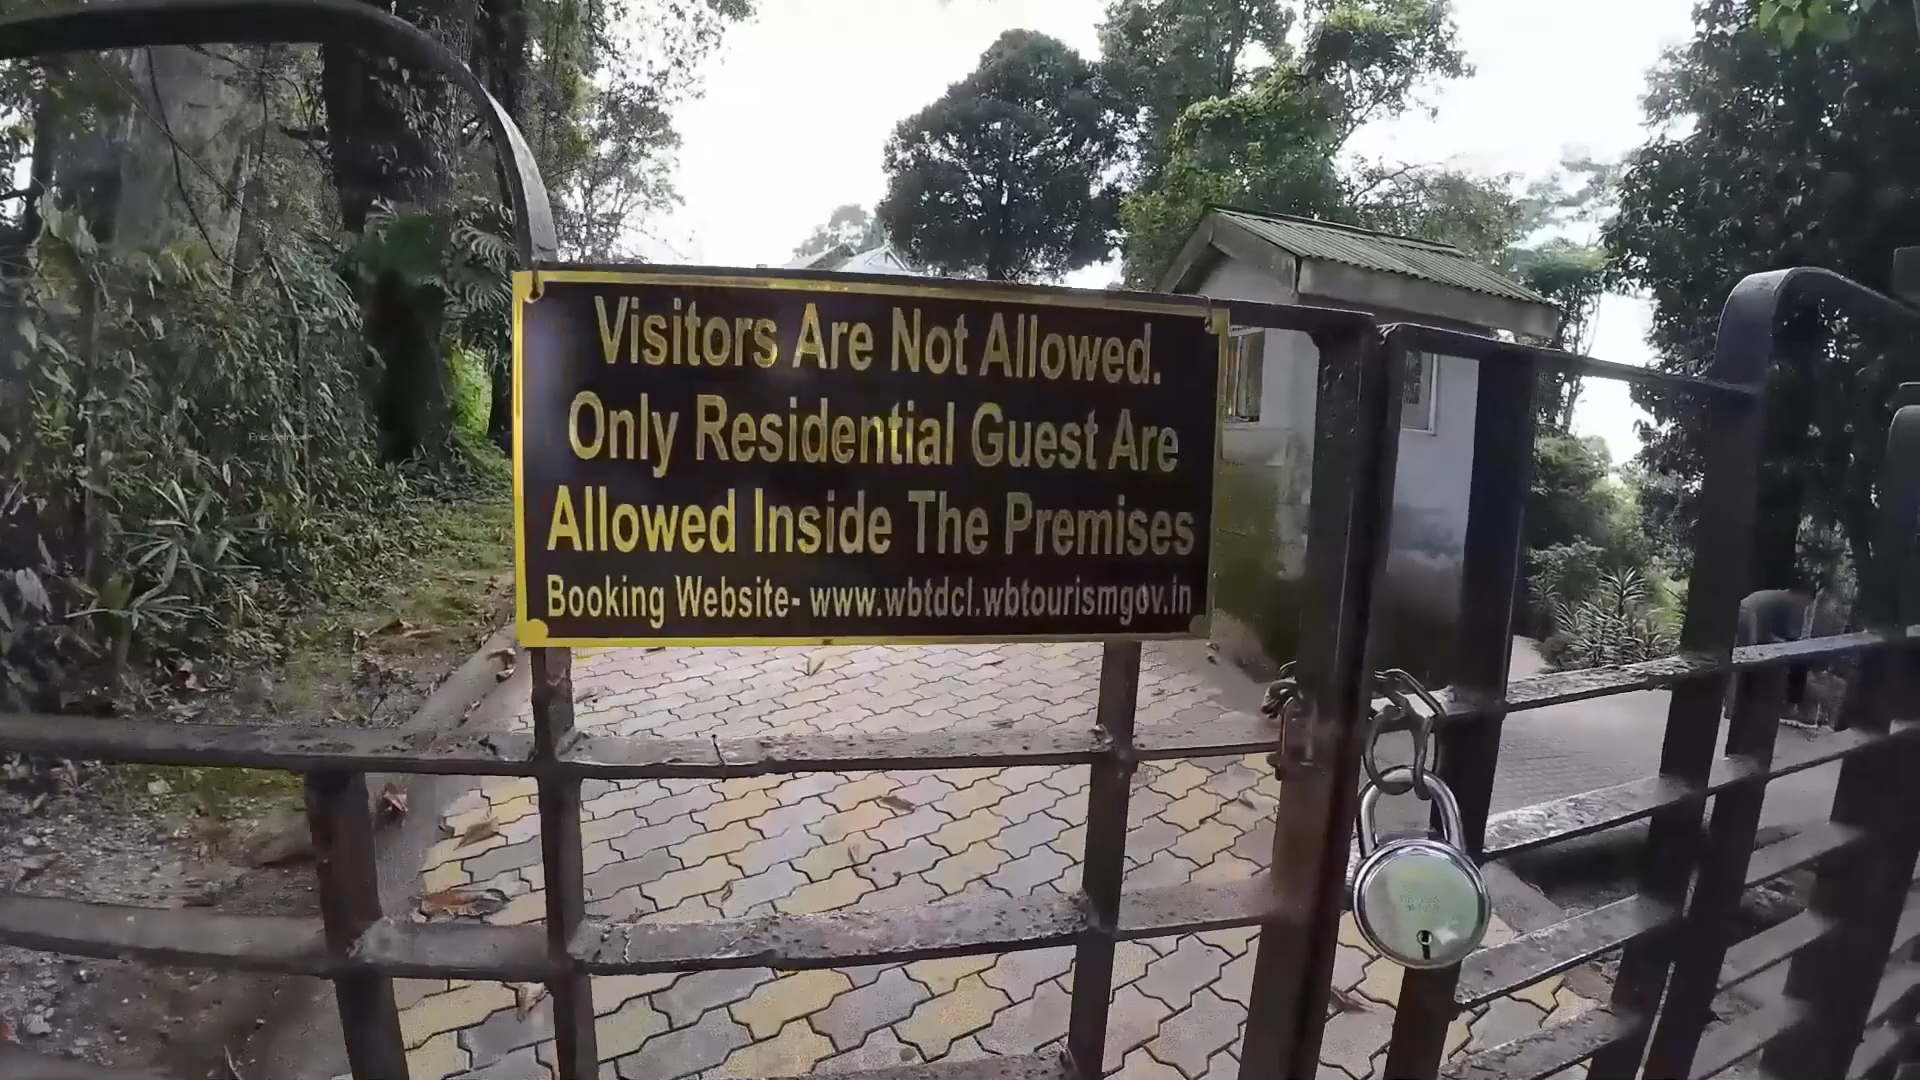 Visitors Are Not Allowed.
Only Residential Guest Are
Allowed Inside The Premises
Booking Website- www.wbtdcl.wbtourismgov.in